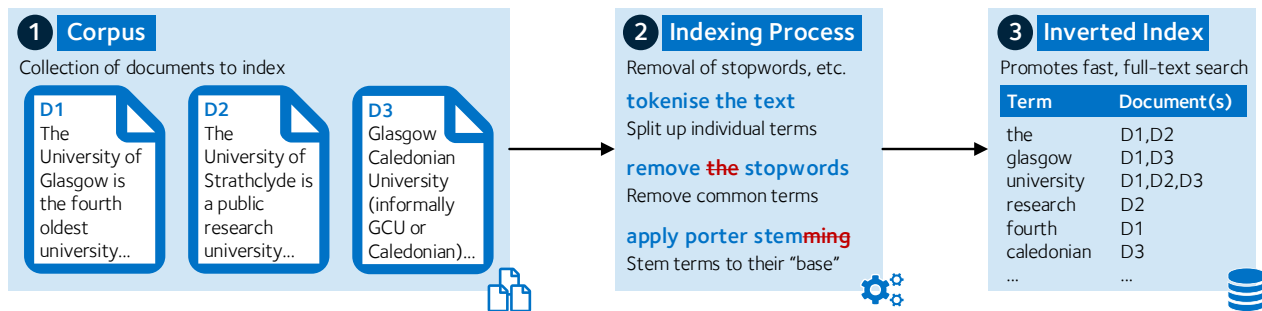 1 Corpus
Collection of documents to index
D1
The
University of
Glasgow is
the fourth
oldest
university...
D2
The
University of
Strathclyde is
a public
research
university...
D3
Glasgow
Caledonian
University
(informally
GCU or
Caledonian)...
2 Indexing Process
Removal of stopwords, etc.
tokenise the text
Split up individual terms
remove the stopwords
Remove common terms
apply porter stemming
Stem terms to their “base”
3 Inverted Index
Promotes fast, full-text search
Term Document(s)
the D1,D2
glasgow D1,D3
university D1,D2,D3
research D2
fourth D1
caledonian D3
... ...